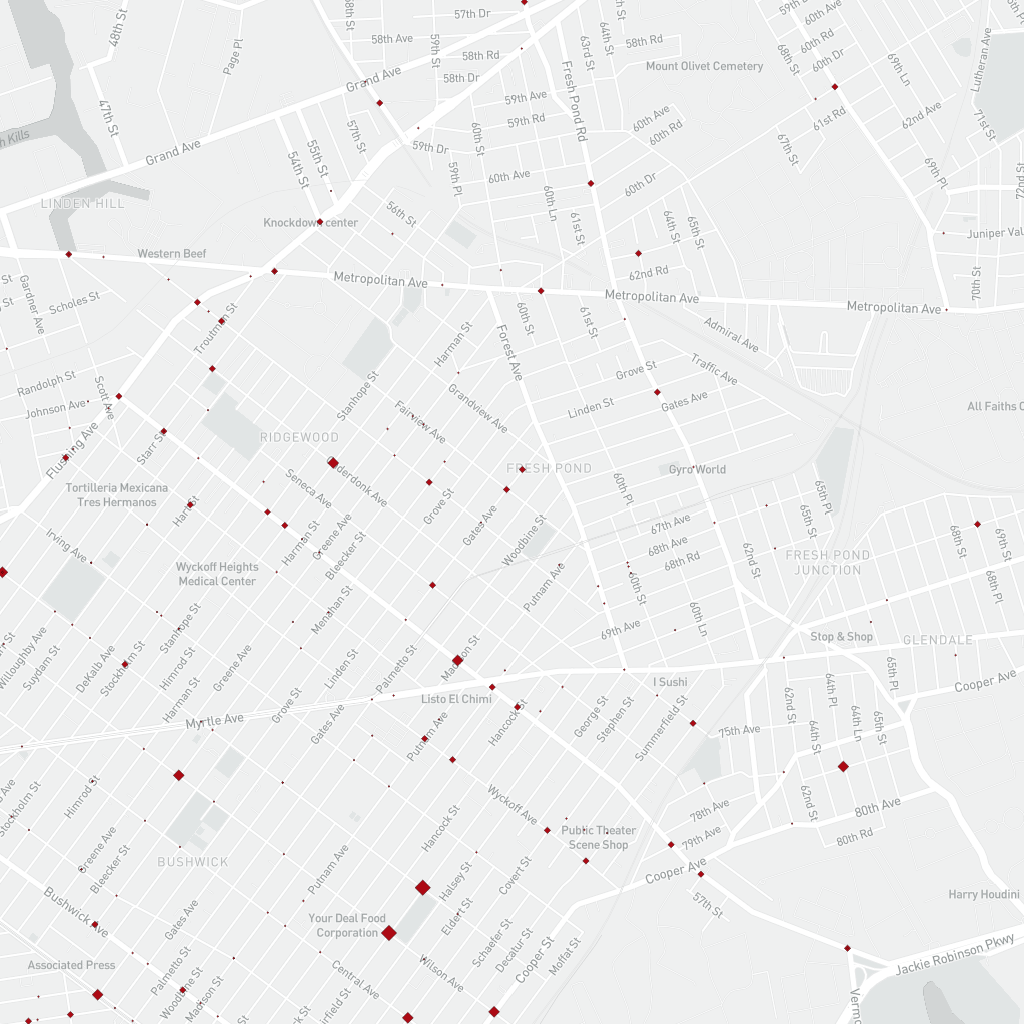 57th Dr
48th St
58th St
59th St
58th Ave
58th Rd
58th Dr
Page Pl
Grand Ave
64th St
63rd St
58th Rd
Mount Olivet Cemetery
59th Ave
60th Ave
60th Rd
60th Dr
68th St
69th Ln
Lutheran Ave
Fresh Pond Rd
47th St
57th St
59th Ave
59th Rd
60th Ave
60th Rd
61st Rd
62nd Ave
71st St
Kills
Grand Ave
55th St
54th St
59th Dr
60th St
59th Pl
60th Ave
60th Ln
60th Dr
67th St
69th Pl
72nd St
LINDEN HILL
Knockdown center
56th St
61st St
64th St
65th St
Western Beef
Metropolitan Ave
62nd Rd
Metropolitan Ave
Metropolitan Ave
70th St
Gardner Ave
Scholes St
Troutman St
Harman St
Forest Ave
60th St
61st St
Admiral Ave
Traffic Ave
Grove St
Randolph St
Scott Ave
Johnson Ave
Stanhope St
Grandview Ave
Fairview Ave
Linden St
Gates Ave
Flushing Ave
Starr St
RIDGEWOOD
FRESH POND
Gyro World
Onderdonk Ave
Seneca Ave
Tortilleria Mexicana
Tres Hermanos
Hart St
Grove St
Gates Ave
60th Pl
65th Pl
65th St
Irving Ave
Harman St
Greene Ave
Bleecker St
Woodbine St
67th Ave
68th Ave
68th Rd
62nd St
68th St
69th St
68th Pl
FRESH POND
JUNCTION
Wyckoff Heights
Medical Center
Putnam Ave
60th St
Menahan St
Stanhope St
69th Ave
60th Ln
Stop & Shop
GLENDALE
Willoughby Ave
Suydam St
DeKalb Ave
Stockholm St
Himrod St
Greene Ave
Linden St
Palmetto St
Madison St
65th Pl
Cooper Ave
I Sushi
Harman St
Grove St
Myrtle Ave
Gates Ave
Listo El Chimi
Putnam Ave
Hancock St
George St
Stephen St
Summerfield St
62nd St
64th Pl
64th St
64th Ln
65th St
75th Ave
Himrod St
Stockholm St
62nd St
Wyckoff Ave
Public Theater
Scene Shop
78th Ave
79th Ave
80th Ave
80th Rd
Hancock St
Greene Ave
Bleecker St
BUSHWICK
Putnam Ave
Halsey St
Covert St
Cooper Ave
57th St
Harry Houdini
Bushwick Ave
Gates Ave
Your Deal Food
Corporation
Eldert St
Schaefer St
Decatur St
Cooper St
Moffat St
Jackie Robinson Pkwy
Associated Press
Palmetto St
Woodbine St
Madison St
Central Ave
Wilson Ave